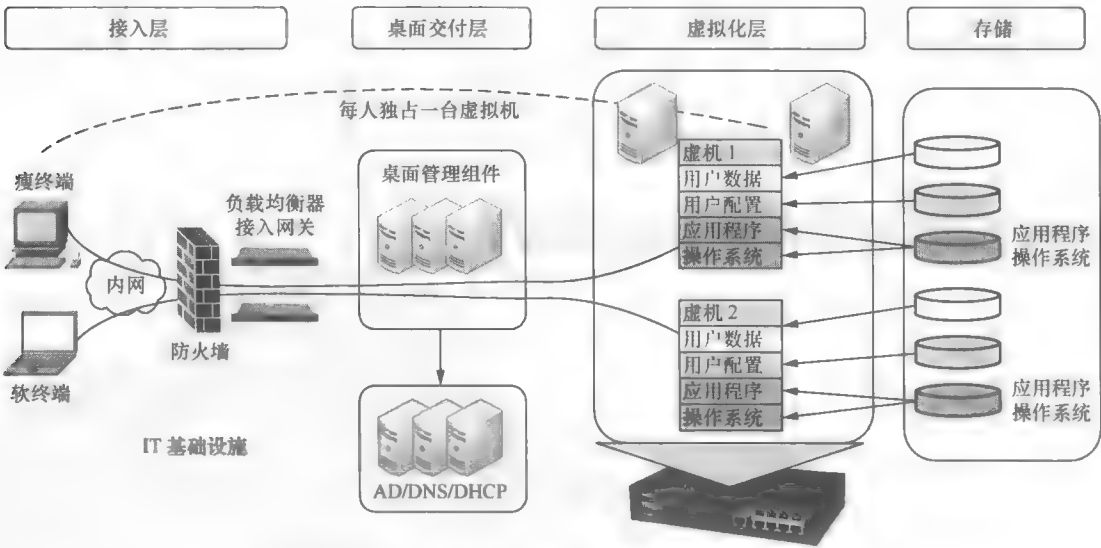 接入层
桌面交付层
虚拟化层
存储
每人独占一台虚拟机
瘦终端
内网
软终端
防火墙
负载均衡器
接入网关
IT 基础设施
桌面管理组件
AD/DNS/DHCP
虚机 1
用户数据
用户配置
应用程序
操作系统
虚机 2
用户数据
用户配置
应用程序
操作系统
应用程序
操作系统
应用程序
操作系统